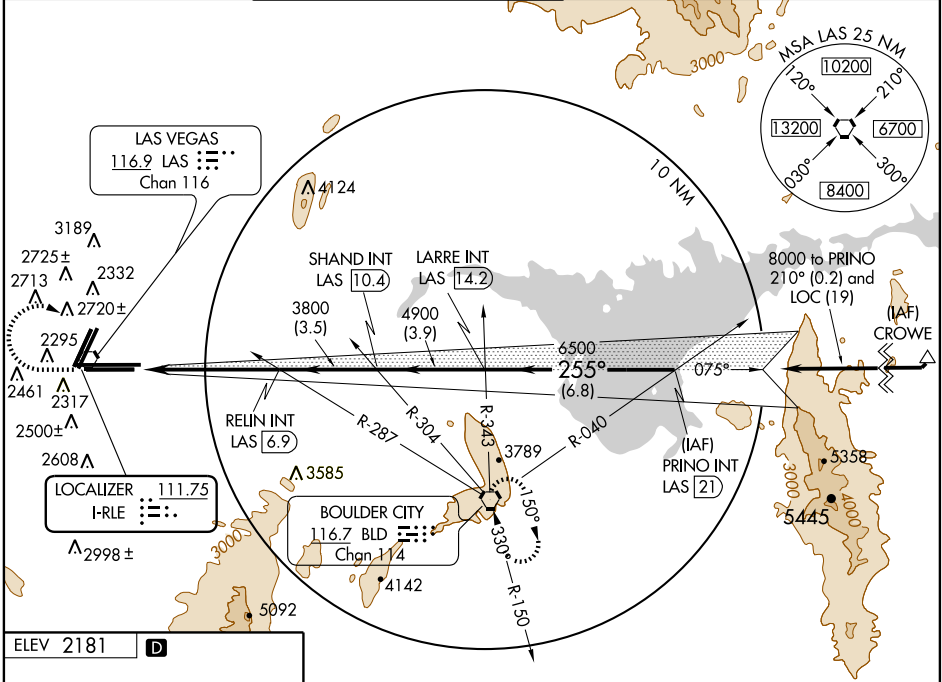 3000
MSA LAS 25 NM
10200
120°
210°
13200
6700
030°
300°
8400
LAS VEGAS
116.9 LAS
Chan 116
10 NM
4124
3189
2725±
2332
2713
2720±
2295
2461
2317
2500±
2608
SHAND INT
LAS 10.4
LARRE INT
LAS 14.2
8000 to PRINO
210° (0.2) and
LOC (19)
(IAF)
CROWE
3800
(3.5)
4900
(3.9)
6500
255°
(6.8)
075°
RELIN INT
LAS 6.9
R-287
R-304
R-343
R-040
(IAF)
PRINO INT
LAS 21
3789
3585
5358
3000
4000
5445
LOCALIZER 111.75
I-RLE
BOULDER CITY
116.7 BLD
Chan 114
150°
330°
R-150
2998 ±
3000
4142
5092
ELEV 2181
D